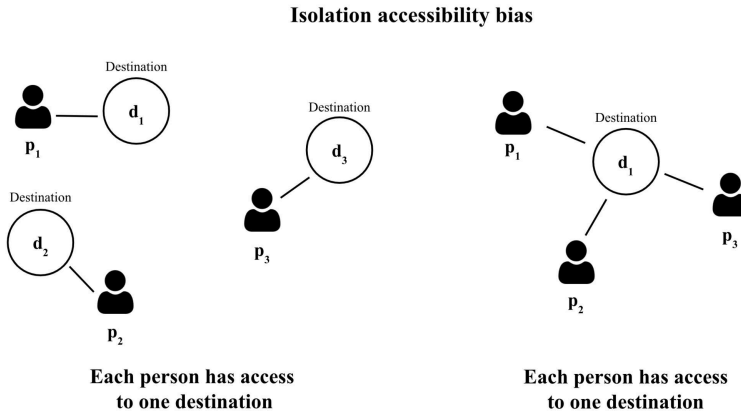 Isolation accessibility bias
Destination
d1
p1
Destination
d2
p2
Destination
d3
p3
Each person has access
to one destination
p1
Destination
d1
p3
p2
Each person has access
to one destination